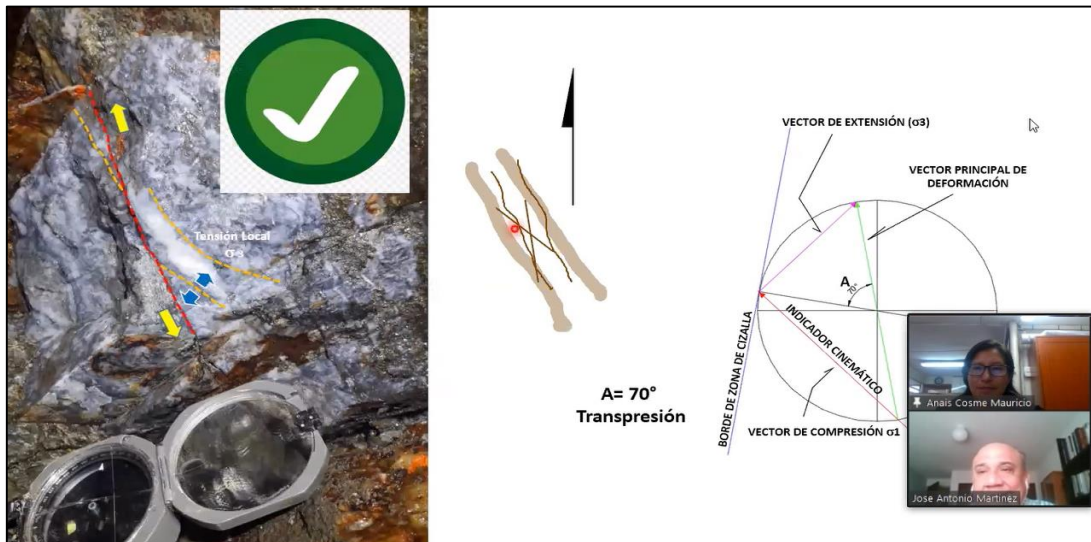 Tensión Local
VECTOR DE EXTENSIÓN (σ3)
VECTOR PRINCIPAL DE
DEFORMACIÓN
A
70°
BORDE DE ZONA DE CIZALLA
INDICADOR CINEMÁTICO
A= 70°
Transpresión
VECTOR DE COMPRESIÓN σ1
Anais Cosme Mauricio
Jose Antonio Martinez